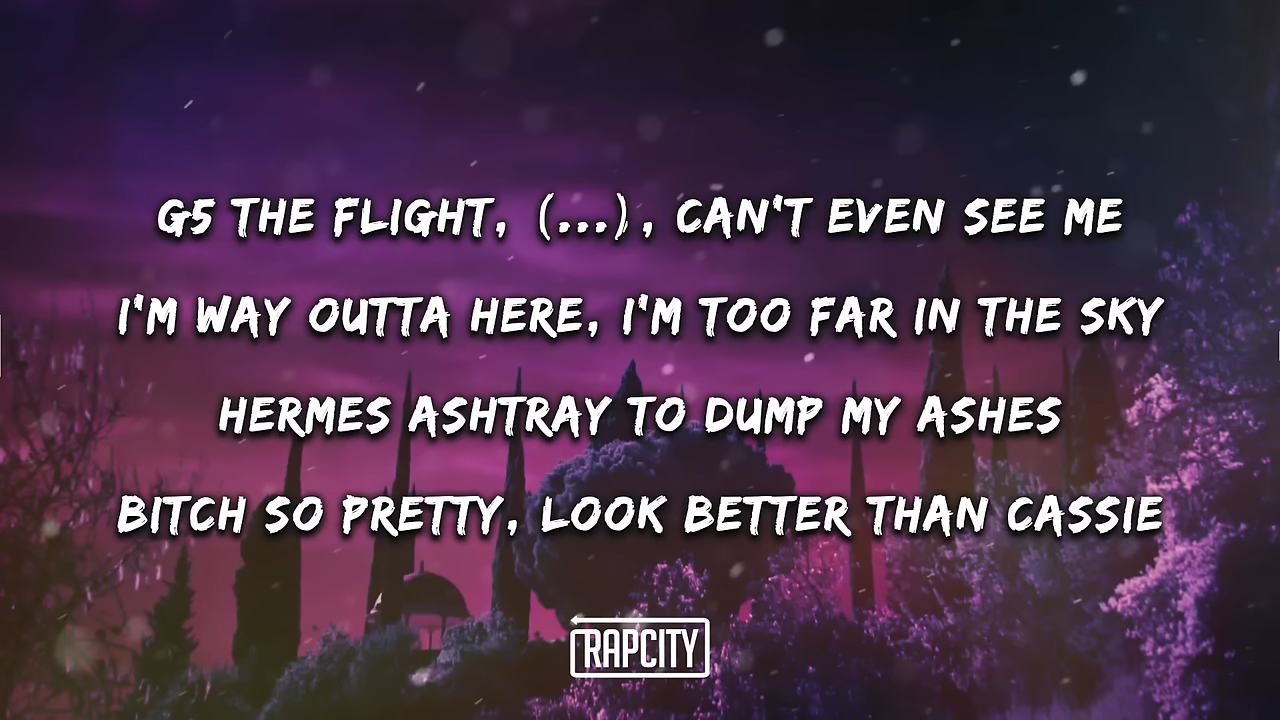 G5 THE FLIGHT, (...), CAN'T EVEN SEE ME
I'M WAY OUTTA HERE, I'M TOO FAR IN THE SKY
HERMES ASHTRAY TO DUMP MY ASHES
BITCH SO PRETTY, LOOK BETTER THAN CASSIE
RAPCITY